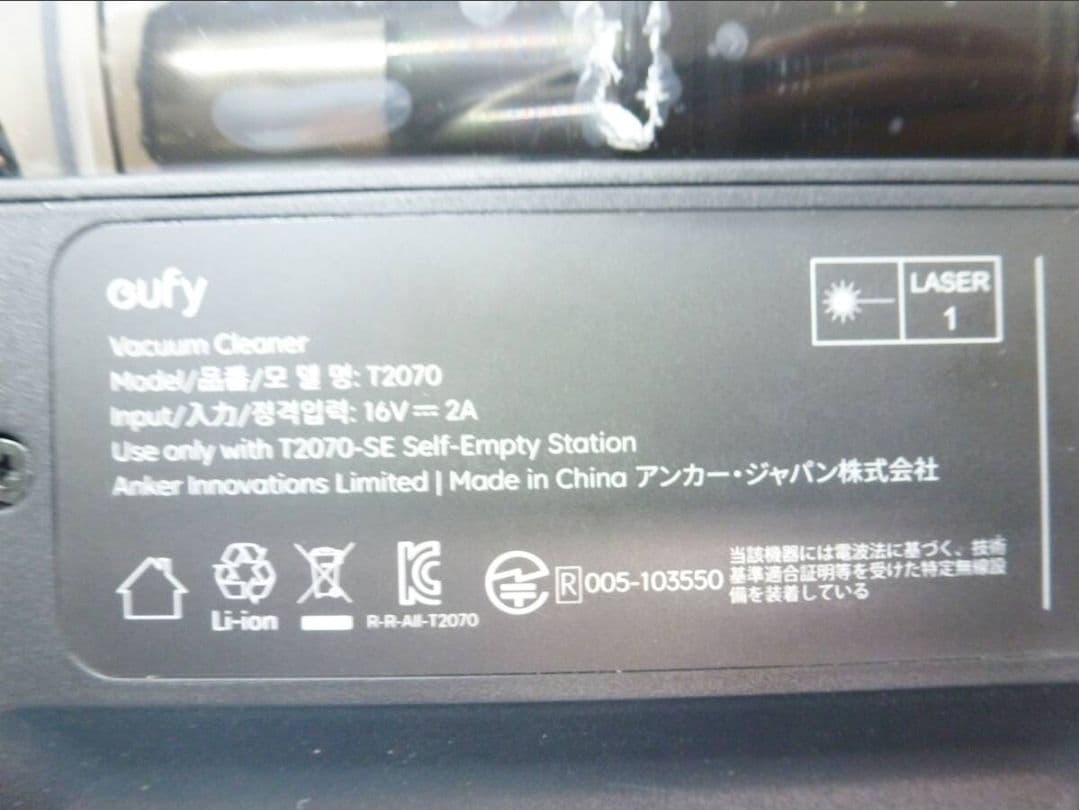 eufy
LASER
1
Vacuum Cleaner
Model/品番/모 델 명: T2070
Input/入力/정격입력: 16V⎓2A
Use only with T2070-SE Self-Empty Station
Anker Innovations Limited | Made in China アンカー・ジャパン株式会社
Li-ion
R-R-AII-T2070
R 005-103550
当該機器には電波法に基づく、技術
基準適合証明等を受けた特定無線設
備を装着している